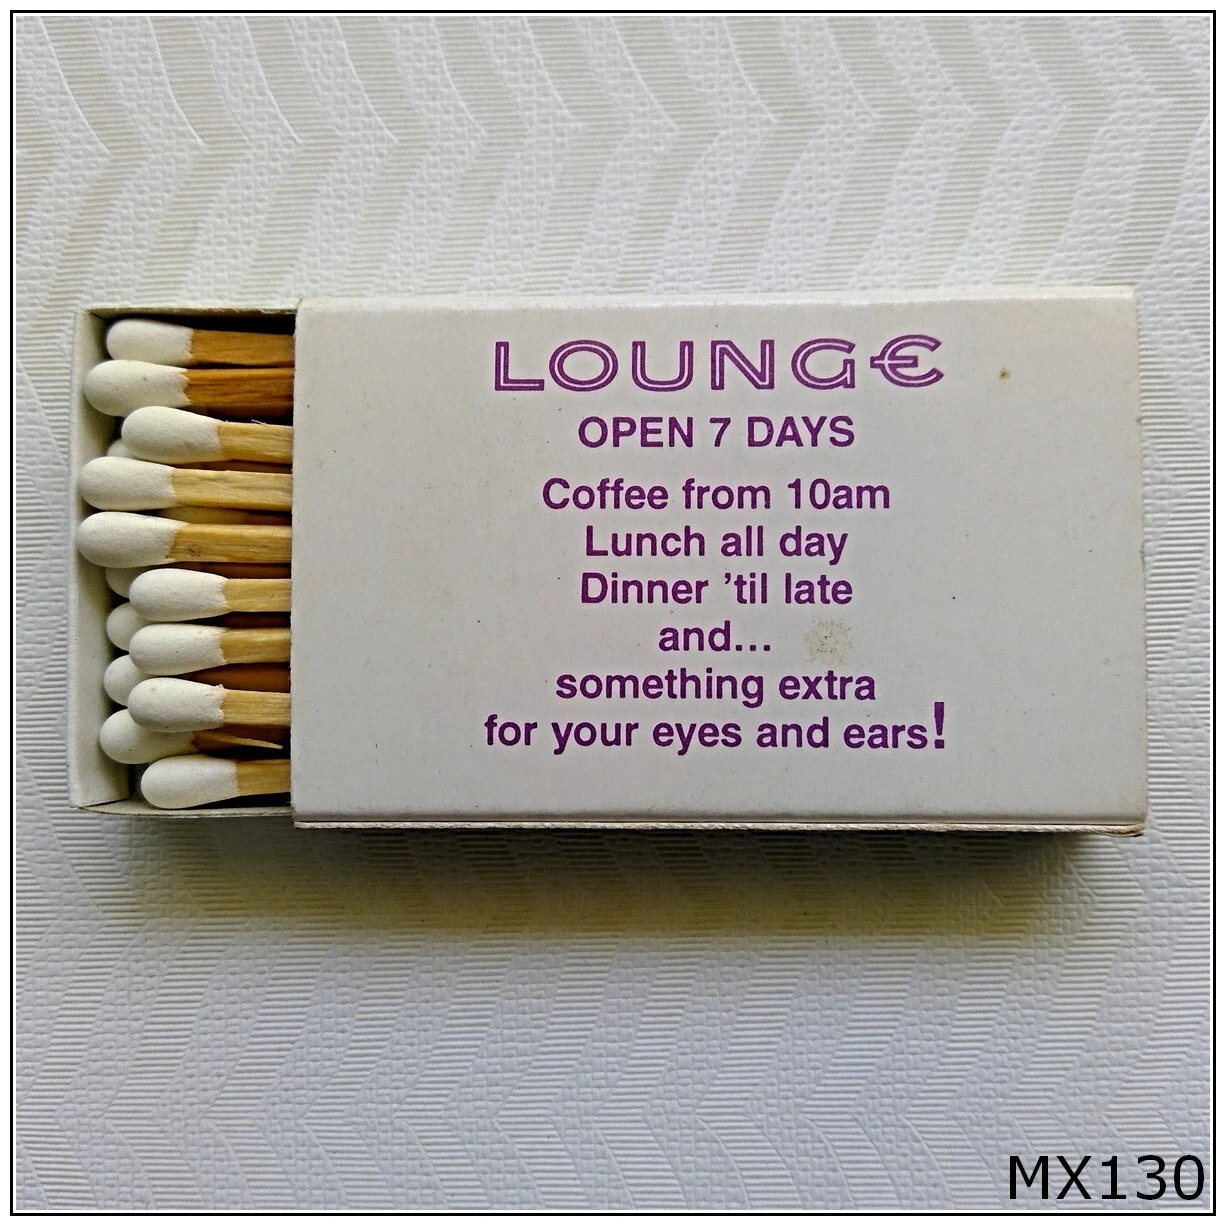 LOUNGE
OPEN 7 DAYS
Coffee from 10am
Lunch all day
Dinner ’til late
and...
something extra
for your eyes and ears!
MX130